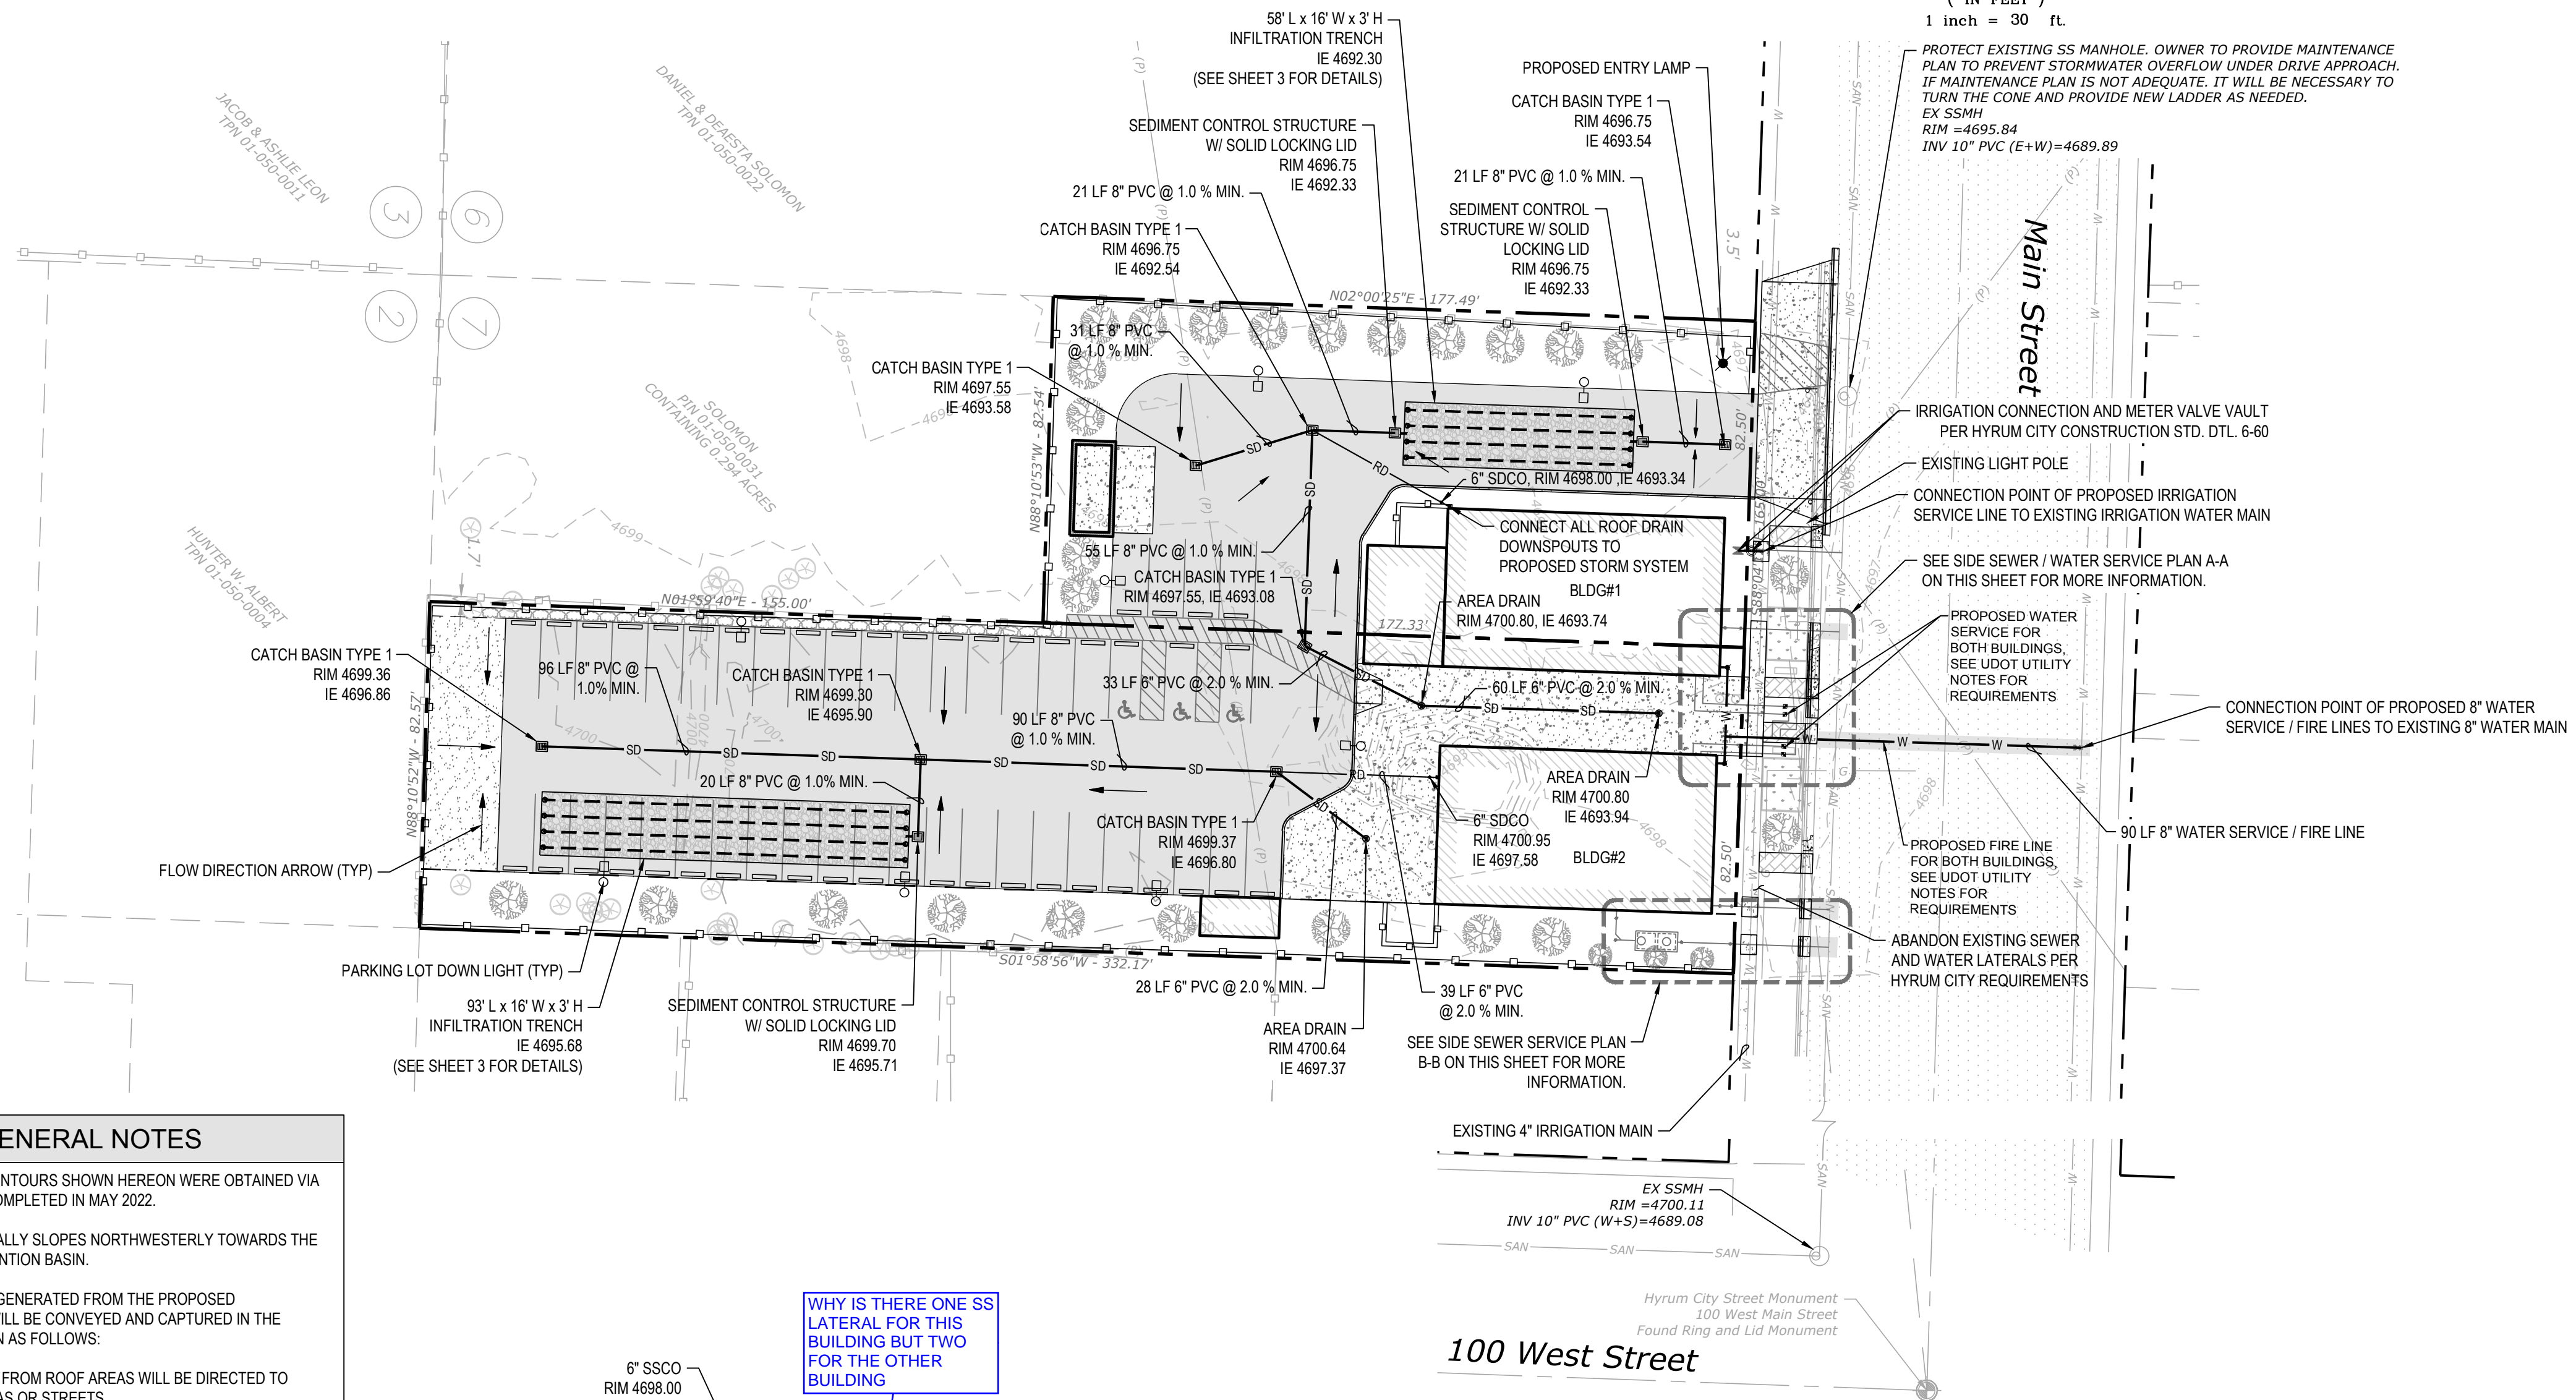 ( IN FEET )
1 inch = 30 ft.
58' L x 16' W x 3' H
INFILTRATION TRENCH
IE 4692.30
(SEE SHEET 3 FOR DETAILS)
PROPOSED ENTRY LAMP
CATCH BASIN TYPE 1
RIM 4696.75
IE 4693.54
PROTECT EXISTING SS MANHOLE. OWNER TO PROVIDE MAINTENANCE
PLAN TO PREVENT STORMWATER OVERFLOW UNDER DRIVE APPROACH.
IF MAINTENANCE PLAN IS NOT ADEQUATE. IT WILL BE NECESSARY TO
TURN THE CONE AND PROVIDE NEW LADDER AS NEEDED.
EX SSMH
RIM =4695.84
INV 10" PVC (E+W)=4689.89
JACOB & ASHLIE LEON
TPN 01-050-0011
DANIEL & DEAESTA SOLOMON
TPN 01-050-0022
SEDIMENT CONTROL STRUCTURE
W/ SOLID LOCKING LID
RIM 4696.75
IE 4692.33
21 LF 8" PVC @ 1.0 % MIN.
21 LF 8" PVC @ 1.0 % MIN.
CATCH BASIN TYPE 1
RIM 4696.75
IE 4692.54
SEDIMENT CONTROL
STRUCTURE W/ SOLID
LOCKING LID
RIM 4696.75
IE 4692.33
3.5'
Main Street
3
6
2
7
N02°00'25"E - 177.49'
31 LF 8" PVC
@ 1.0 % MIN.
CATCH BASIN TYPE 1
RIM 4697.55
IE 4693.58
SOLOMON
PIN 01-050-0031
CONTAINING 0.294 ACRES
HUNTER W. ALBERT
TPN 01-050-0004
N88°10'53"W - 82.54'
82.50'
IRRIGATION CONNECTION AND METER VALVE VAULT
PER HYRUM CITY CONSTRUCTION STD. DTL. 6-60
EXISTING LIGHT POLE
CONNECTION POINT OF PROPOSED IRRIGATION
SERVICE LINE TO EXISTING IRRIGATION WATER MAIN
SEE SIDE SEWER / WATER SERVICE PLAN A-A
ON THIS SHEET FOR MORE INFORMATION.
6" SDCO, RIM 4698.00 ,IE 4693.34
CONNECT ALL ROOF DRAIN
DOWNSPOUTS TO
PROPOSED STORM SYSTEM
BLDG#1
55 LF 8" PVC @ 1.0 % MIN.
CATCH BASIN TYPE 1
RIM 4697.55, IE 4693.08
AREA DRAIN
RIM 4700.80, IE 4693.74
177.33'
1.7'
N01°59'40"E - 155.00'
PROPOSED WATER
SERVICE FOR
BOTH BUILDINGS,
SEE UDOT UTILITY
NOTES FOR
REQUIREMENTS
CATCH BASIN TYPE 1
RIM 4699.36
IE 4696.86
96 LF 8" PVC @
1.0% MIN.
CATCH BASIN TYPE 1
RIM 4699.30
IE 4695.90
33 LF 6" PVC @ 2.0 % MIN.
60 LF 6" PVC @ 2.0 % MIN.
90 LF 8" PVC
@ 1.0 % MIN.
CONNECTION POINT OF PROPOSED 8" WATER
SERVICE / FIRE LINES TO EXISTING 8" WATER MAIN
N88°10'52"W - 82.57'
20 LF 8" PVC @ 1.0% MIN.
AREA DRAIN
RIM 4700.80
IE 4693.94
CATCH BASIN TYPE 1
RIM 4699.37
IE 4696.80
6" SDCO
RIM 4700.95
IE 4697.58
BLDG#2
82.50'
90 LF 8" WATER SERVICE / FIRE LINE
PROPOSED FIRE LINE
FOR BOTH BUILDINGS,
SEE UDOT UTILITY
NOTES FOR
REQUIREMENTS
FLOW DIRECTION ARROW (TYP)
ABANDON EXISTING SEWER
AND WATER LATERALS PER
HYRUM CITY REQUIREMENTS
PARKING LOT DOWN LIGHT (TYP)
S01°58'56"W - 332.17'
93' L x 16' W x 3' H
INFILTRATION TRENCH
IE 4695.68
(SEE SHEET 3 FOR DETAILS)
SEDIMENT CONTROL STRUCTURE
W/ SOLID LOCKING LID
RIM 4699.70
IE 4695.71
28 LF 6" PVC @ 2.0 % MIN.
39 LF 6" PVC
@ 2.0 % MIN.
AREA DRAIN
RIM 4700.64
IE 4697.37
SEE SIDE SEWER SERVICE PLAN
B-B ON THIS SHEET FOR MORE
INFORMATION.
EXISTING 4" IRRIGATION MAIN
EX SSMH
RIM =4700.11
INV 10" PVC (W+S)=4689.08
Hyrum City Street Monument
100 West Main Street
Found Ring and Lid Monument
100 West Street
ENERAL NOTES
NTOURS SHOWN HEREON WERE OBTAINED VIA
OMPLETED IN MAY 2022.
ALLY SLOPES NORTHWESTERLY TOWARDS THE
NTION BASIN.
GENERATED FROM THE PROPOSED
ILL BE CONVEYED AND CAPTURED IN THE
N AS FOLLOWS:
FROM ROOF AREAS WILL BE DIRECTED TO
AS OR STREETS
6" SSCO
RIM 4698.00
WHY IS THERE ONE SS
LATERAL FOR THIS
BUILDING BUT TWO
FOR THE OTHER
BUILDING